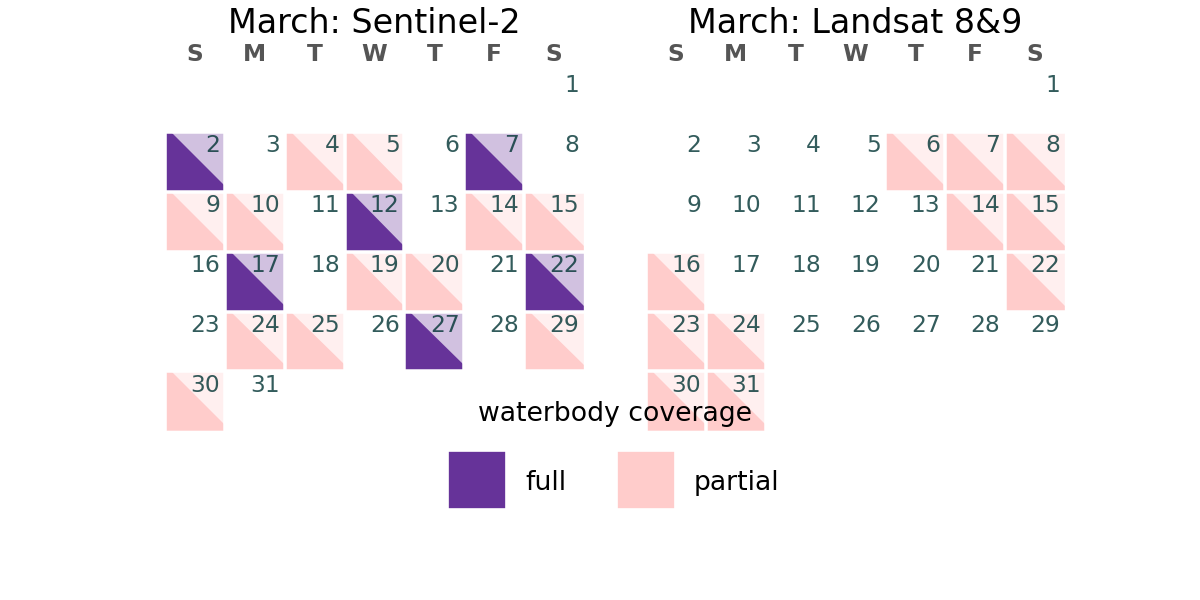 March: Sentinel-2
S M T W T F S
1
2 3 4 5 6 7 8
9 10 11 12 13 14 15
16 17 18 19 20 21 22
23 24 25 26 27 28 29
30 31
March: Landsat 8&9
S M T W T F S
1
2 3 4 5 6 7 8
9 10 11 12 13 14 15
16 17 18 19 20 21 22
23 24 25 26 27 28 29
30 31
waterbody coverage
full partial